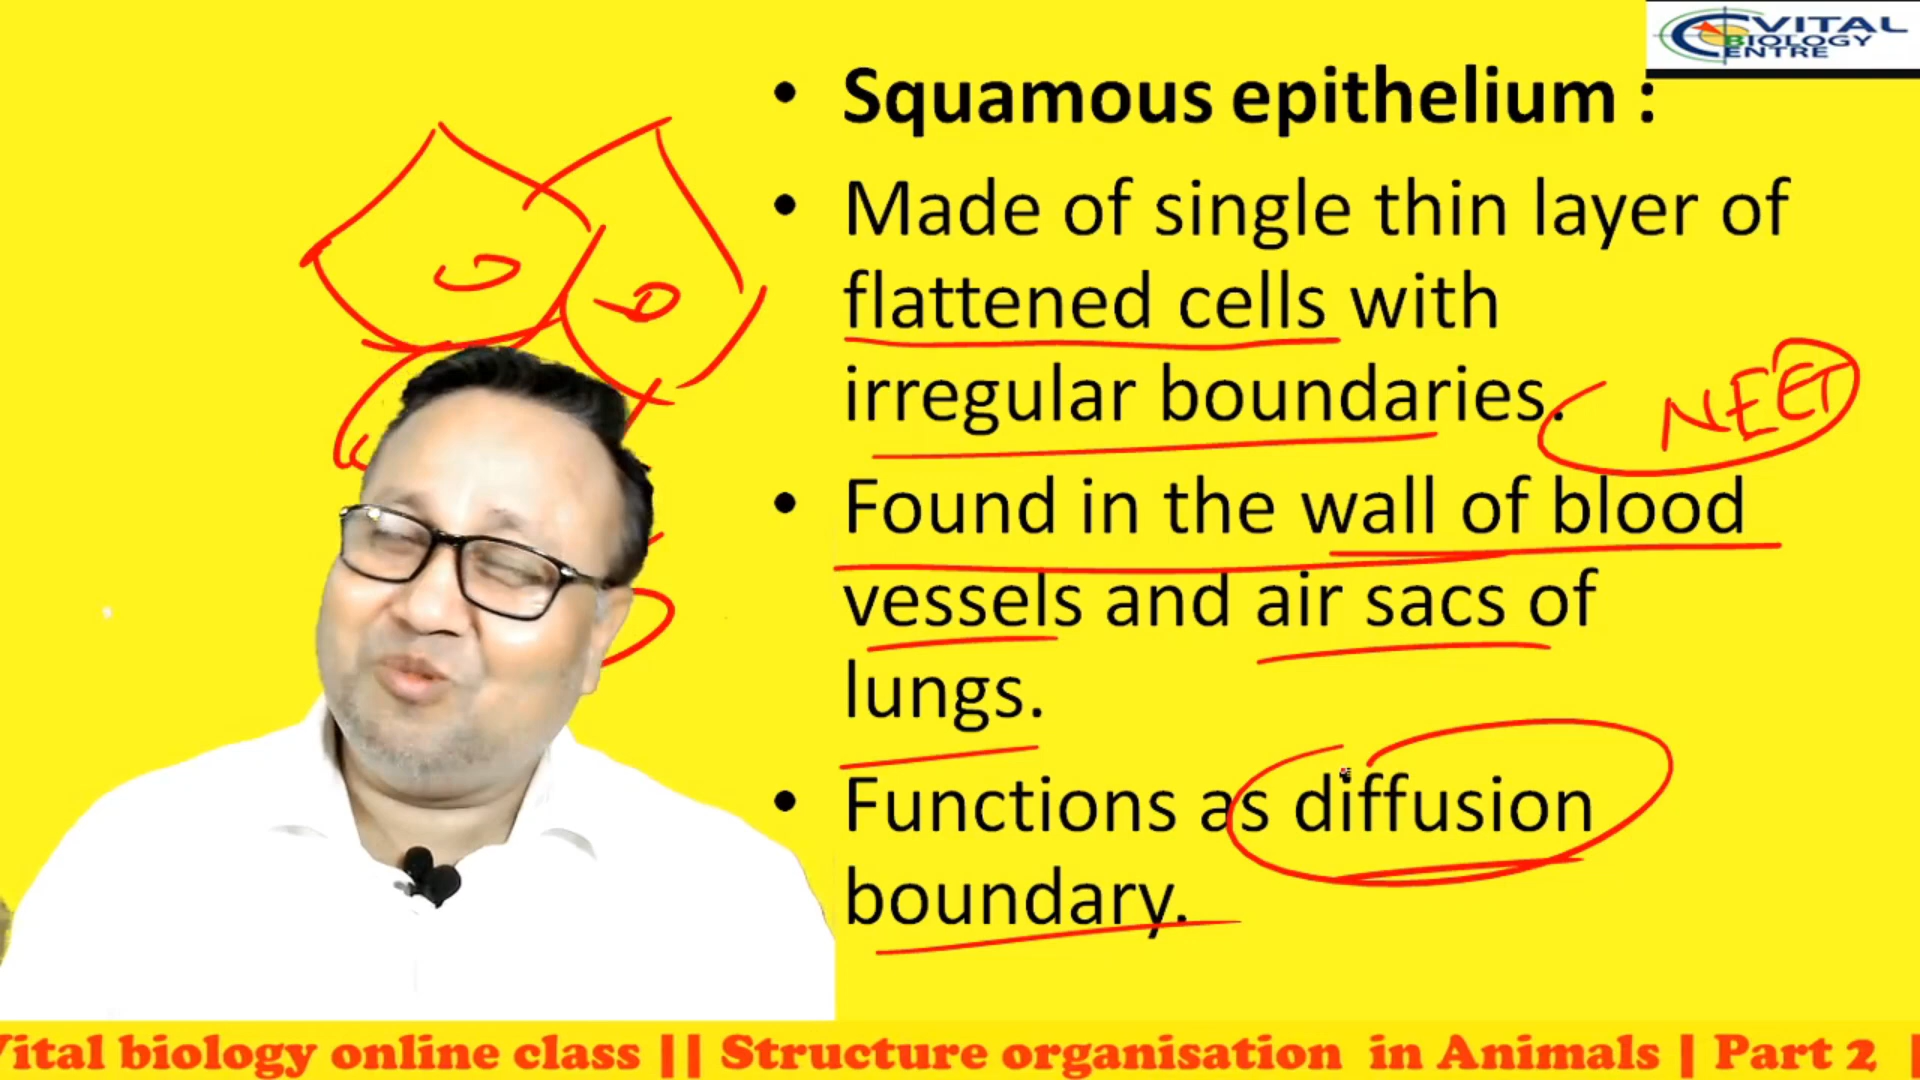 VITAL
BIOLOGY
CENTRE
• Squamous epithelium :
• Made of single thin layer of
flattened cells with
irregular boundaries.
NEET
• Found in the wall of blood
vessels and air sacs of
lungs.
• Functions as diffusion
boundary.
Vital biology online class || Structure organisation in Animals | Part 2 |